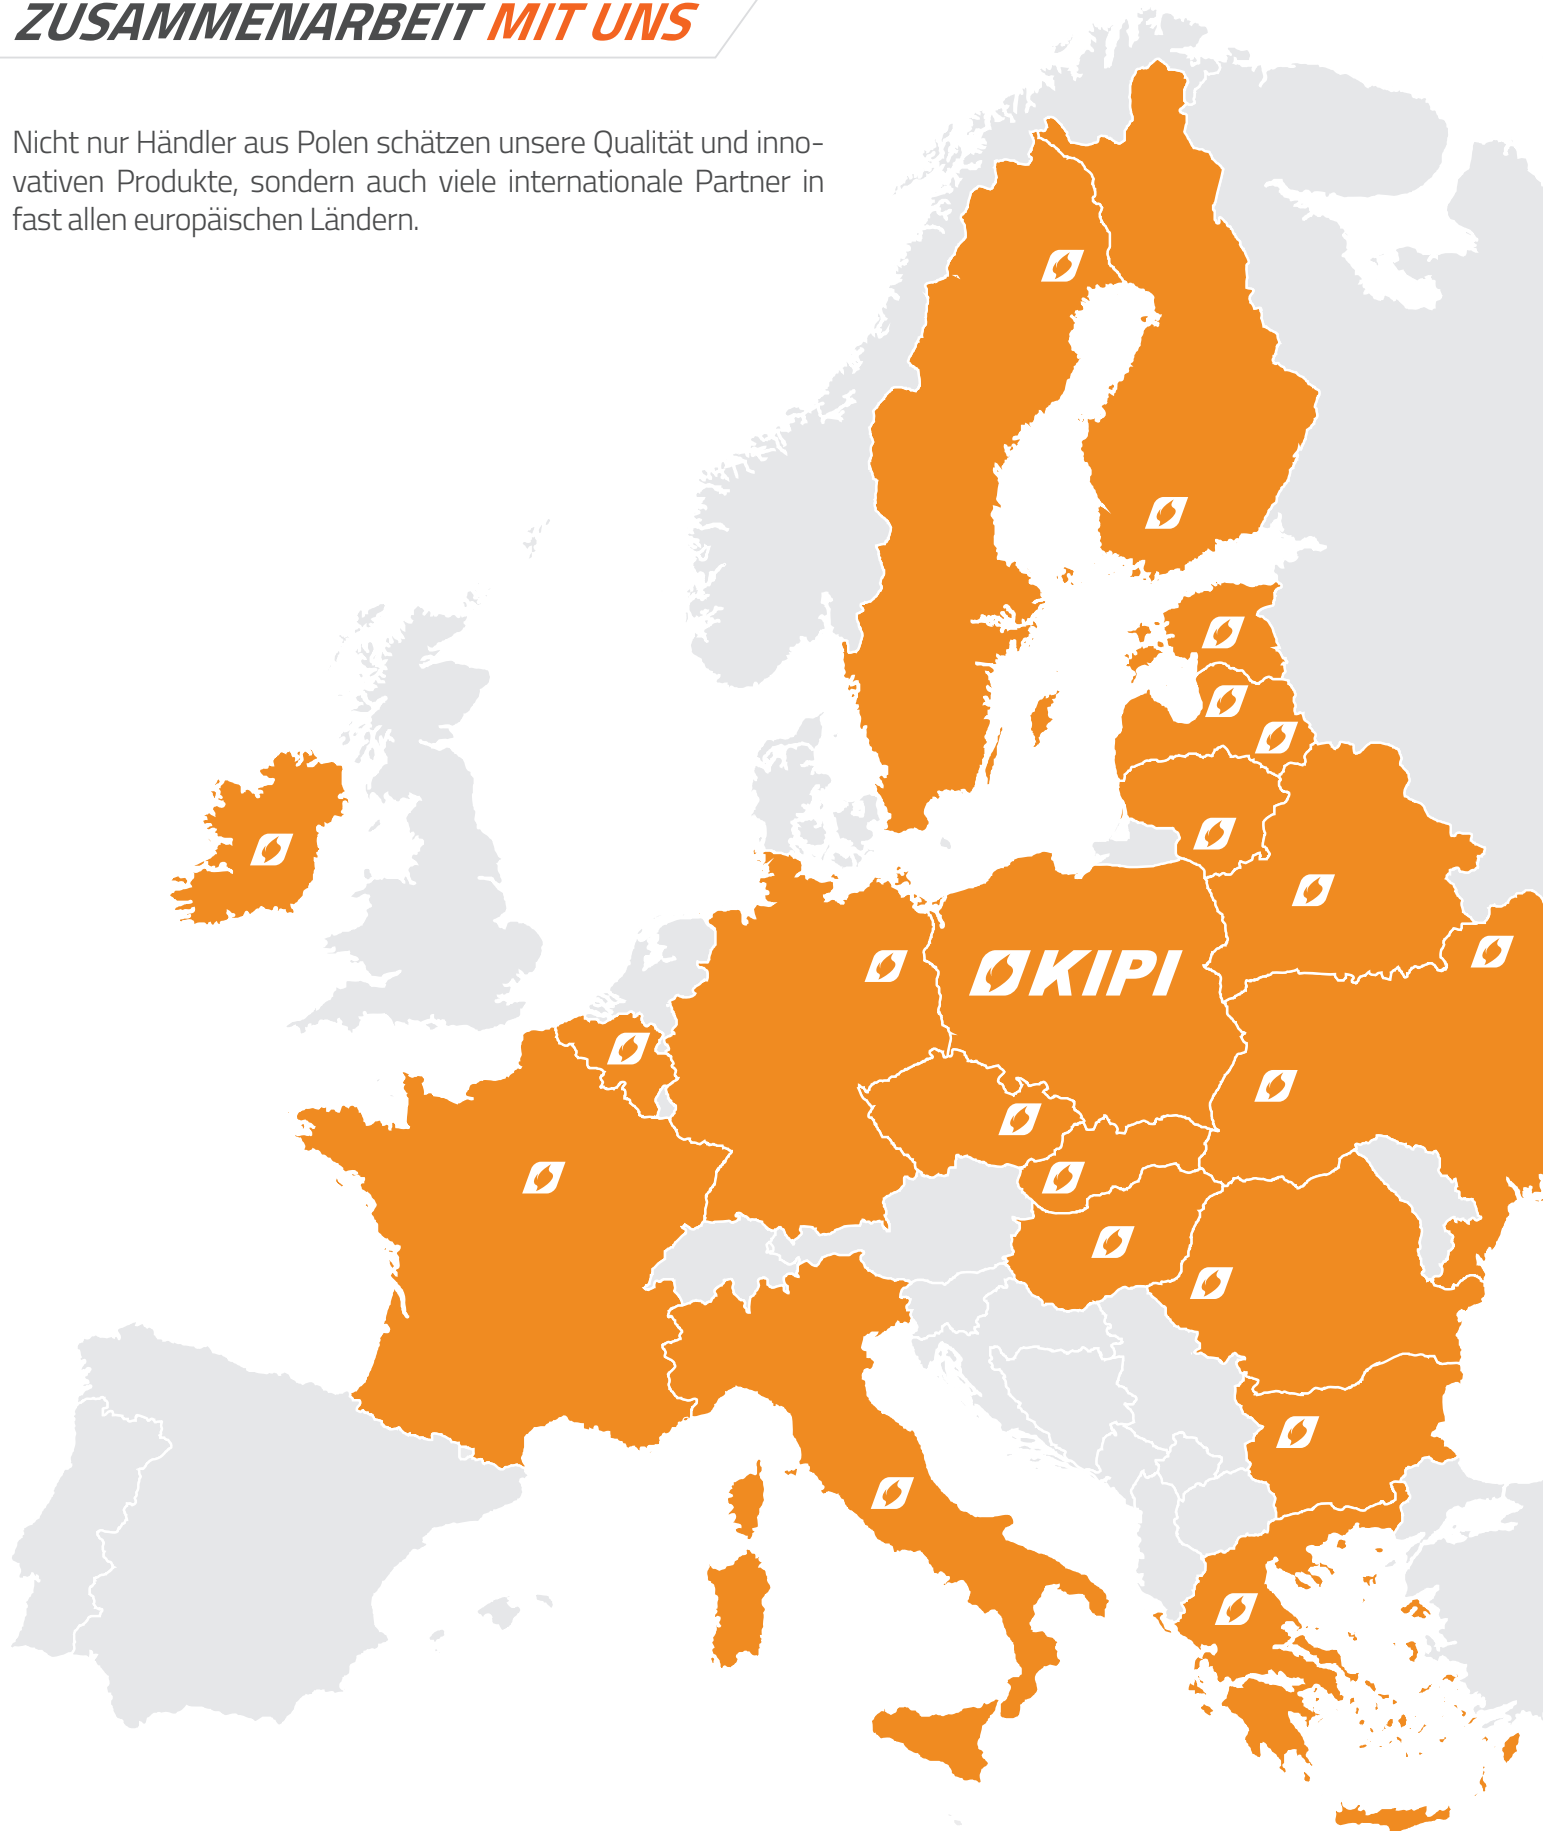 ZUSAMMENARBEIT MIT UNS
Nicht nur Händler aus Polen schätzen unsere Qualität und inno-
vativen Produkte, sondern auch viele internationale Partner in
fast allen europäischen Ländern.
KIPI